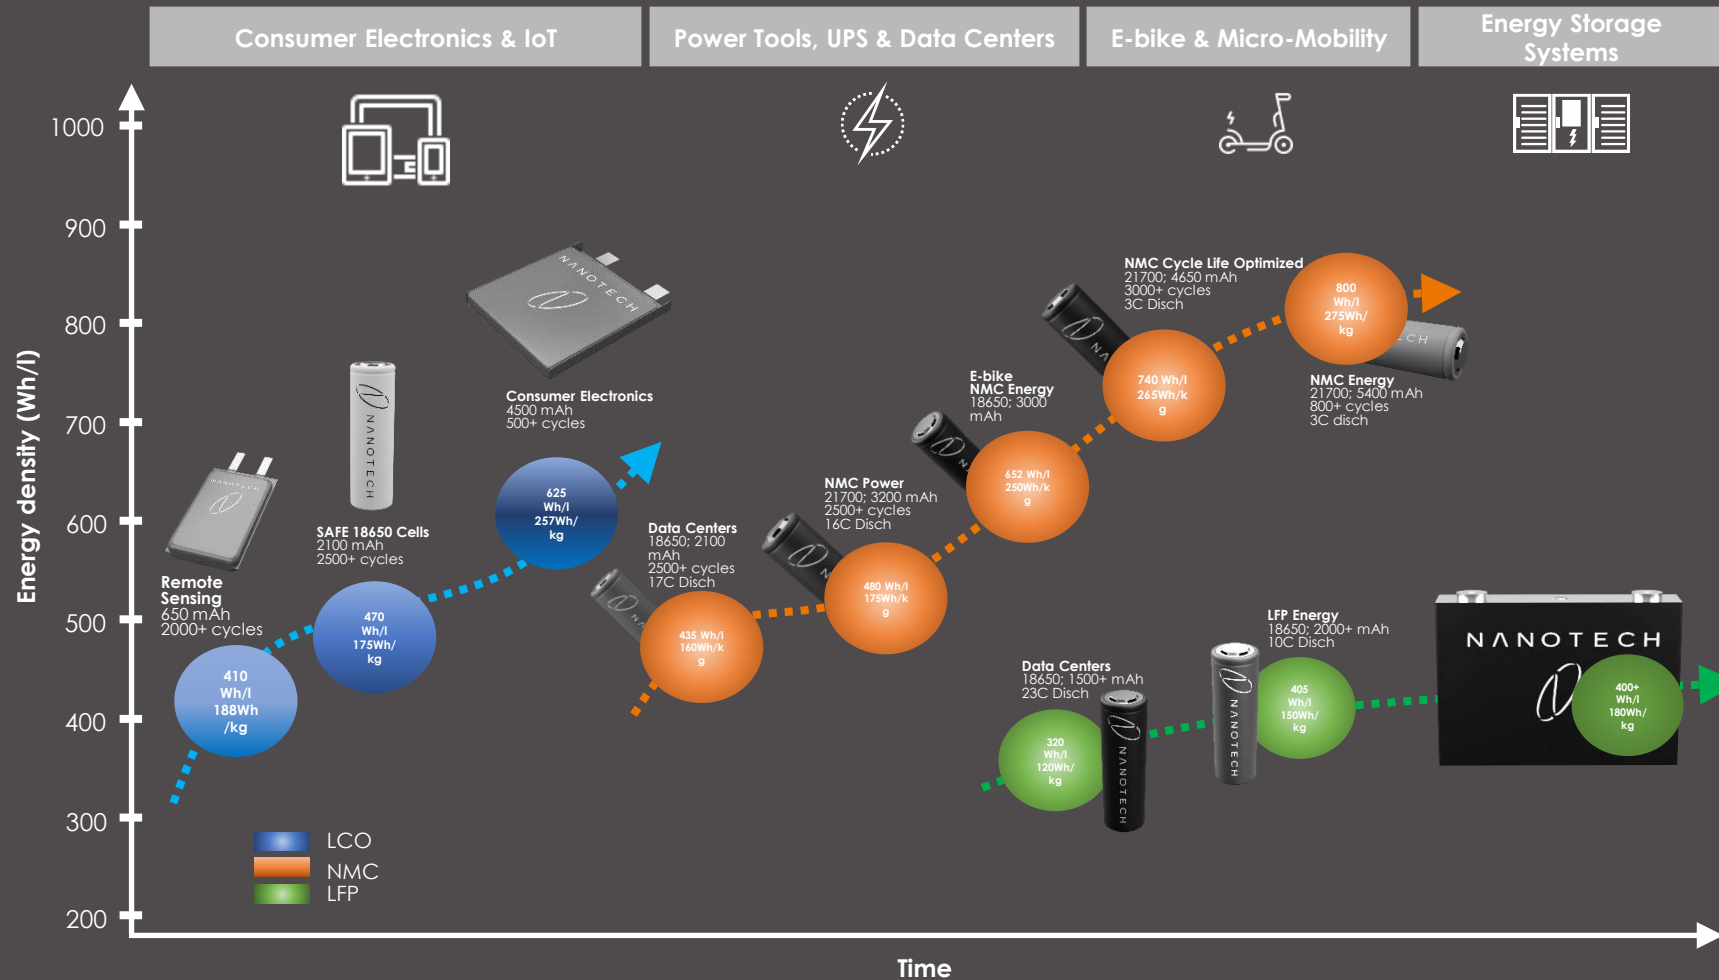 Consumer Electronics & IoT
Power Tools, UPS & Data Centers
E-bike & Micro-Mobility
Energy Storage
Systems
Energy density (Wh/l)
1000
900
800
700
600
500
400
300
200
Remote
Sensing
650 mAh
2000+ cycles
410
Wh/l
188Wh
/kg
NANOTECH
SAFE 18650 Cells
2100 mAh
2500+ cycles
470
Wh/l
175Wh/
kg
NANOTECH
NANOTECH
Consumer Electronics
4500 mAh
500+ cycles
625
Wh/l
257Wh/
kg
Data Centers
18650; 2100
mAh
2500+ cycles
17C Disch
435 Wh/l
160Wh/k
g
NMC Power
21700; 3200 mAh
2500+ cycles
16C Disch
480 Wh/l
175Wh/k
g
E-bike
NMC Energy
18650; 3000
mAh
652 Wh/l
250Wh/k
g
NMC Cycle Life Optimized
21700; 4650 mAh
3000+ cycles
3C Disch
740 Wh/l
265Wh/k
g
800
Wh/l
275Wh/
kg
CH
NMC Energy
21700; 5400 mAh
800+ cycles
3C disch
Data Centers
18650; 1500+ mAh
23C Disch
320
Wh/l
120Wh/
kg
NANOTECH
LFP Energy
18650; 2000+ mAh
10C Disch
NANOTECH
405
Wh/l
150Wh/
kg
NANOTECH
400+
Wh/l
180Wh/
kg
LCO
NMC
LFP
Time